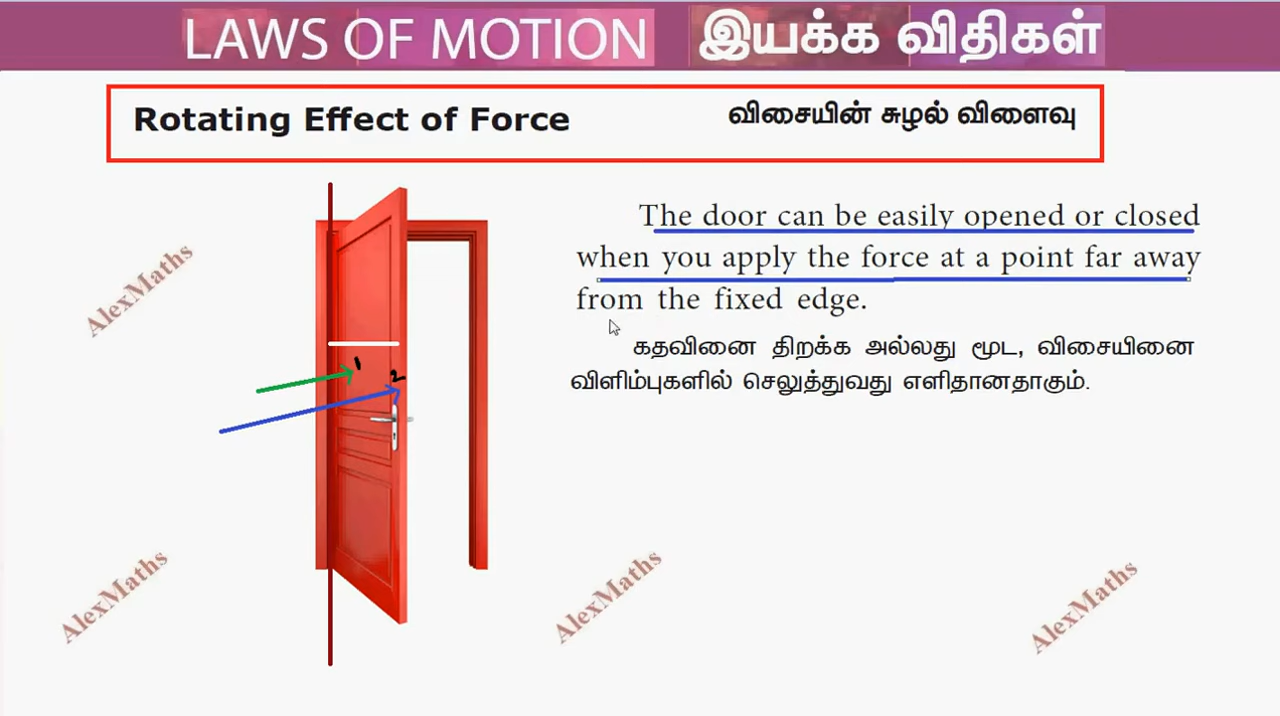 LAWS OF MOTION இயக்க விதிகள்
Rotating Effect of Force விசையின் சுழல் விளைவு
The door can be easily opened or closed
when you apply the force at a point far away
from the fixed edge.
கதவினை திறக்க அல்லது மூட, விசையினை
விளிம்புகளில் செலுத்துவது எளிதானதாகும்.
1
2
AlexMaths
AlexMaths
AlexMaths
AlexMaths